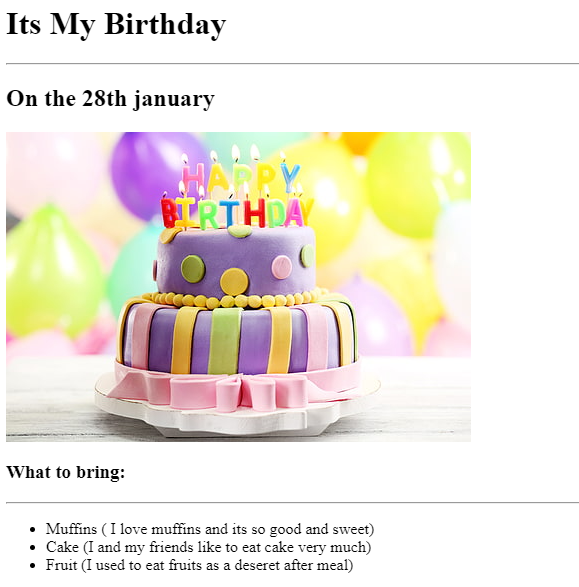 Its My Birthday
On the 28th january
HAPPY
BIRTHDAY
What to bring:
Muffins ( I love muffins and its so good and sweet)
Cake (I and my friends like to eat cake very much)
Fruit (I used to eat fruits as a deseret after meal)